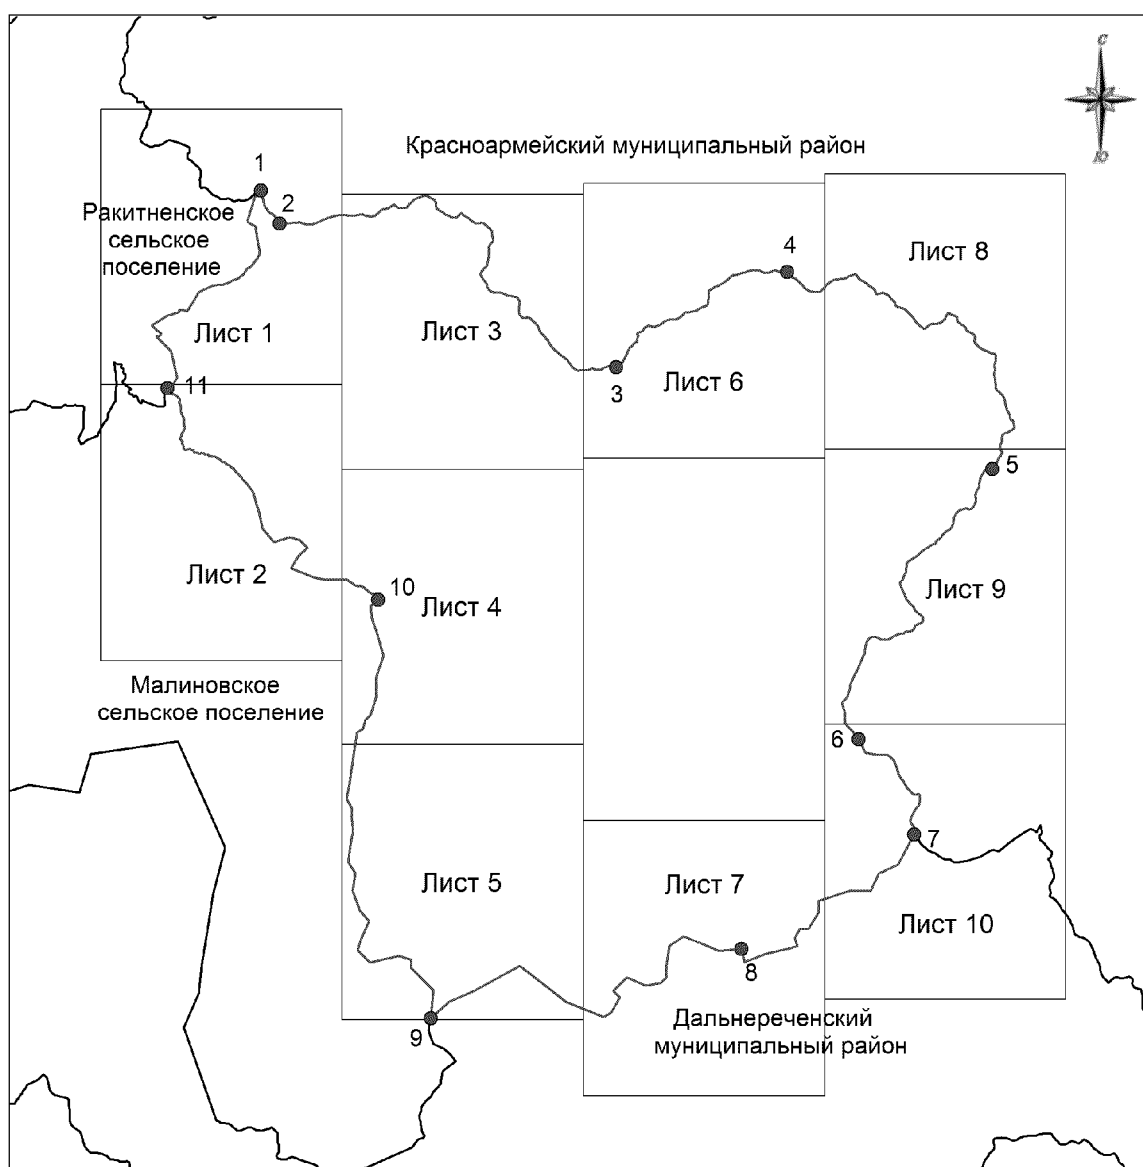 С
Красноармейский муниципальный район
Ю
1
2
Ракитненское
сельское
поселение
4
Лист 8
Лист 1
Лист 3
Лист 6
3
11
5
Лист 2
10
Лист 4
Лист 9
Малиновское
сельское поселение
6
7
Лист 5
Лист 7
Лист 10
8
9
Дальнереченский
муниципальный район